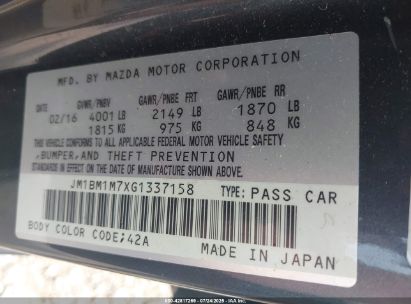 MFD. BY MAZDA MOTOR CORPORATION
GVWR/PNBV GAWR/PNBE FRT GAWR/PNBE RR
02/16 4001 LB 2149 LB 1870 LB
1815 KG 975 KG 848 KG
THIS VEHICLE CONFORMS TO ALL APPLICABLE FEDERAL MOTOR VEHICLE SAFETY
,BUMPER,AND THEFT PREVENTION
STANDARDS IN EFFECT ON THE DATE OF MANUFACTURE SHOWN ABOVE.
JM1BM1M7XG1337158 TYPE: PASS CAR
BODY COLOR CODE;42A
MADE IN JAPAN